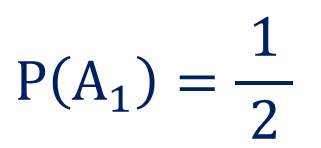 P(A₁) = 1/2